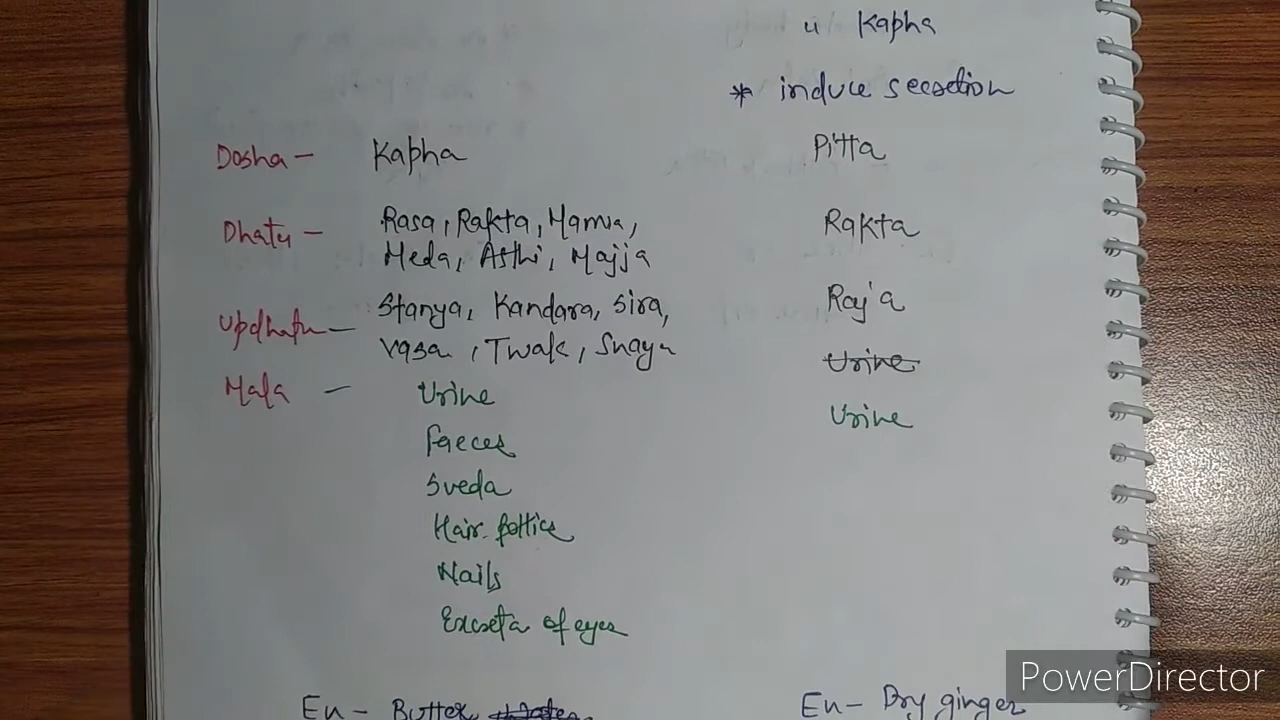 u Kapha
* induce secretion
Dosha - Kapha Pitta
Dhatu - Rasa, Rakta, Mamsa, Rakta
Meda, Asthi, Majja
Updhatu - Stanya, Kandara, Sira, Raja
Vasa, Twak, Snayu Urine
Mala - Urine Urine
Faeces
Sveda
Hair
Nails
Excreta of eyes
Ex - Butter Ex - Dry ginger
PowerDirector